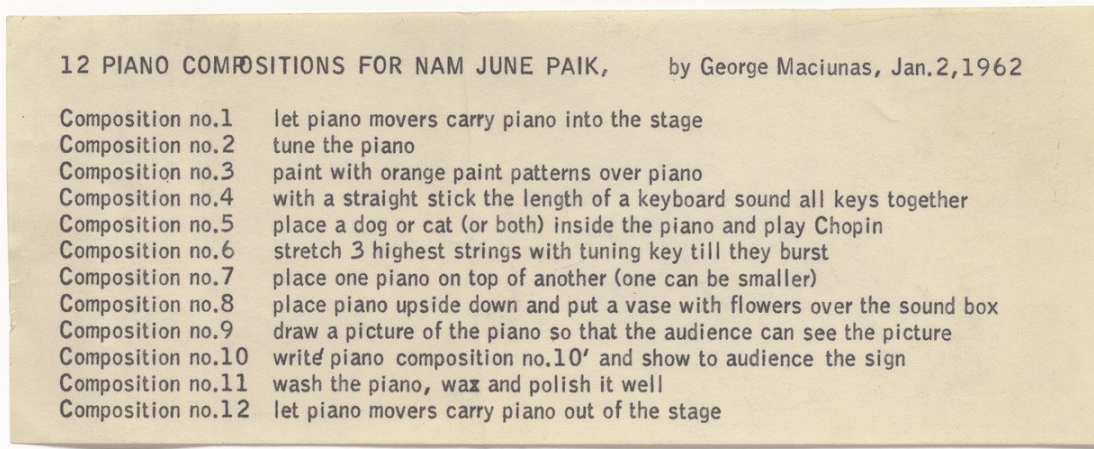 12 PIANO COMPOSITIONS FOR NAM JUNE PAIK, by George Maciunas, Jan.2,1962
Composition no.1 let piano movers carry piano into the stage
Composition no.2 tune the piano
Composition no.3 paint with orange paint patterns over piano
Composition no.4 with a straight stick the length of a keyboard sound all keys together
Composition no.5 place a dog or cat (or both) inside the piano and play Chopin
Composition no.6 stretch 3 highest strings with tuning key till they burst
Composition no.7 place one piano on top of another (one can be smaller)
Composition no.8 place piano upside down and put a vase with flowers over the sound box
Composition no.9 draw a picture of the piano so that the audience can see the picture
Composition no.10 write' piano composition no.10' and show to audience the sign
Composition no.11 wash the piano, wax and polish it well
Composition no.12 let piano movers carry piano out of the stage